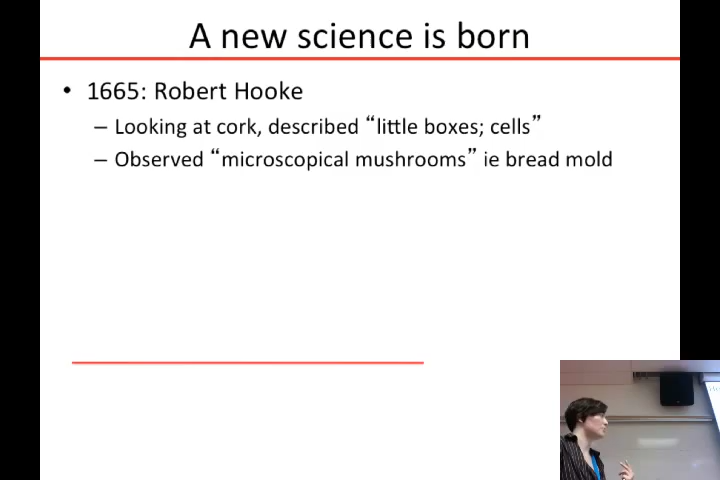 A new science is born
• 1665: Robert Hooke
– Looking at cork, described “little boxes; cells”
– Observed “microscopical mushrooms” ie bread mold